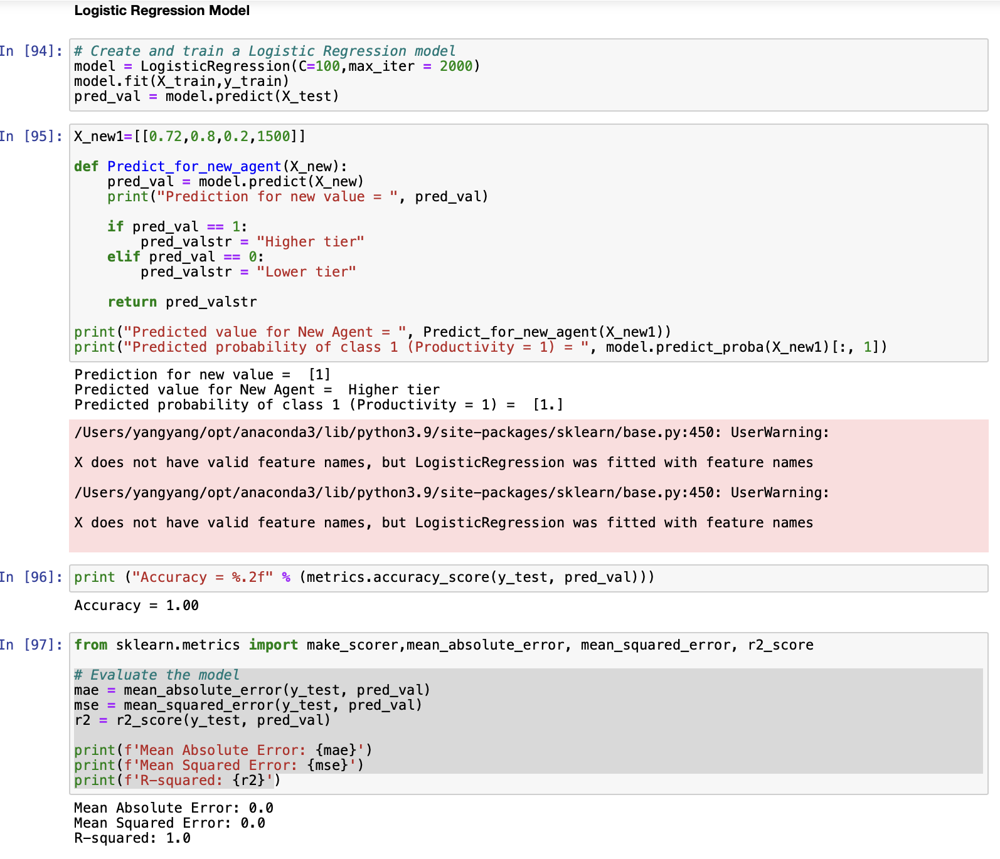 Logistic Regression Model
In [94]:
# Create and train a Logistic Regression model
model = LogisticRegression(C=100,max_iter = 2000)
model.fit(X_train,y_train)
pred_val = model.predict(X_test)
In [95]:
X_new1=[[0.72,0.8,0.2,1500]]
def Predict_for_new_agent(X_new):
    pred_val = model.predict(X_new)
    print("Prediction for new value = ", pred_val)
    if pred_val == 1:
        pred_valstr = "Higher tier"
    elif pred_val == 0:
        pred_valstr = "Lower tier"
    return pred_valstr
print("Predicted value for New Agent = ", Predict_for_new_agent(X_new1))
print("Predicted probability of class 1 (Productivity = 1) = ", model.predict_proba(X_new1)[:, 1])
Prediction for new value =  [1]
Predicted value for New Agent =  Higher tier
Predicted probability of class 1 (Productivity = 1) =  [1.]
/Users/yangyang/opt/anaconda3/lib/python3.9/site-packages/sklearn/base.py:450: UserWarning:
X does not have valid feature names, but LogisticRegression was fitted with feature names
/Users/yangyang/opt/anaconda3/lib/python3.9/site-packages/sklearn/base.py:450: UserWarning:
X does not have valid feature names, but LogisticRegression was fitted with feature names
In [96]:
print ("Accuracy = %.2f" % (metrics.accuracy_score(y_test, pred_val)))
Accuracy = 1.00
In [97]:
from sklearn.metrics import make_scorer,mean_absolute_error, mean_squared_error, r2_score
# Evaluate the model
mae = mean_absolute_error(y_test, pred_val)
mse = mean_squared_error(y_test, pred_val)
r2 = r2_score(y_test, pred_val)
print(f'Mean Absolute Error: {mae}')
print(f'Mean Squared Error: {mse}')
print(f'R-squared: {r2}')
Mean Absolute Error: 0.0
Mean Squared Error: 0.0
R-squared: 1.0